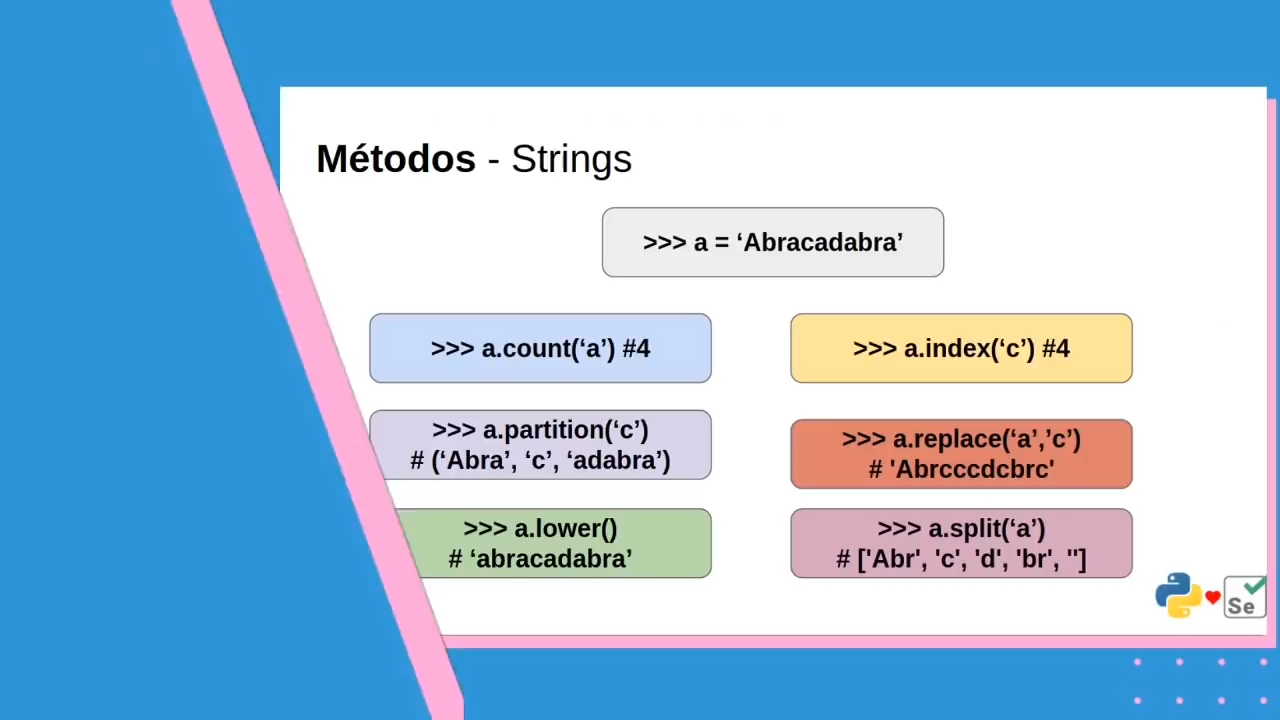 Métodos - Strings
>>> a = ‘Abracadabra’
>>> a.count(‘a’) #4
>>> a.index(‘c’) #4
>>> a.partition(‘c’)
# (‘Abra’, ‘c’, ‘adabra’)
>>> a.replace(‘a’,’c’)
# 'Abrcccdcbrc'
>>> a.lower()
# ‘abracadabra’
>>> a.split(‘a’)
# ['Abr', 'c', 'd', 'br', '']
Se